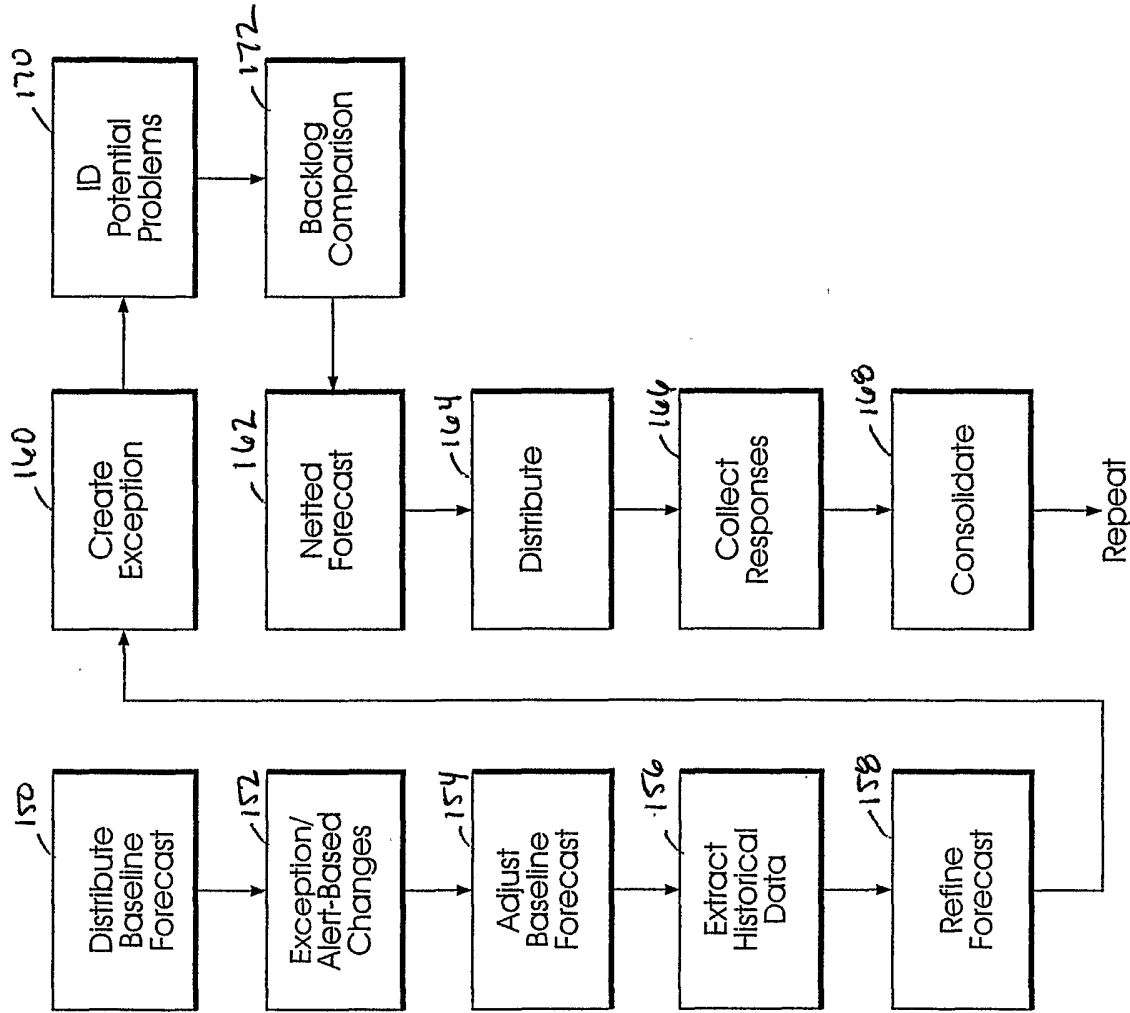 150
Distribute
Baseline
Forecast
152
Exception/
Alert-Based
Changes
154
Adjust
Baseline
Forecast
156
Extract
Historical
Data
158
Refine
Forecast
160
Create
Exception
170
ID
Potential
Problems
172
Backlog
Comparison
162
Netted
Forecast
164
Distribute
166
Collect
Responses
168
Consolidate
Repeat